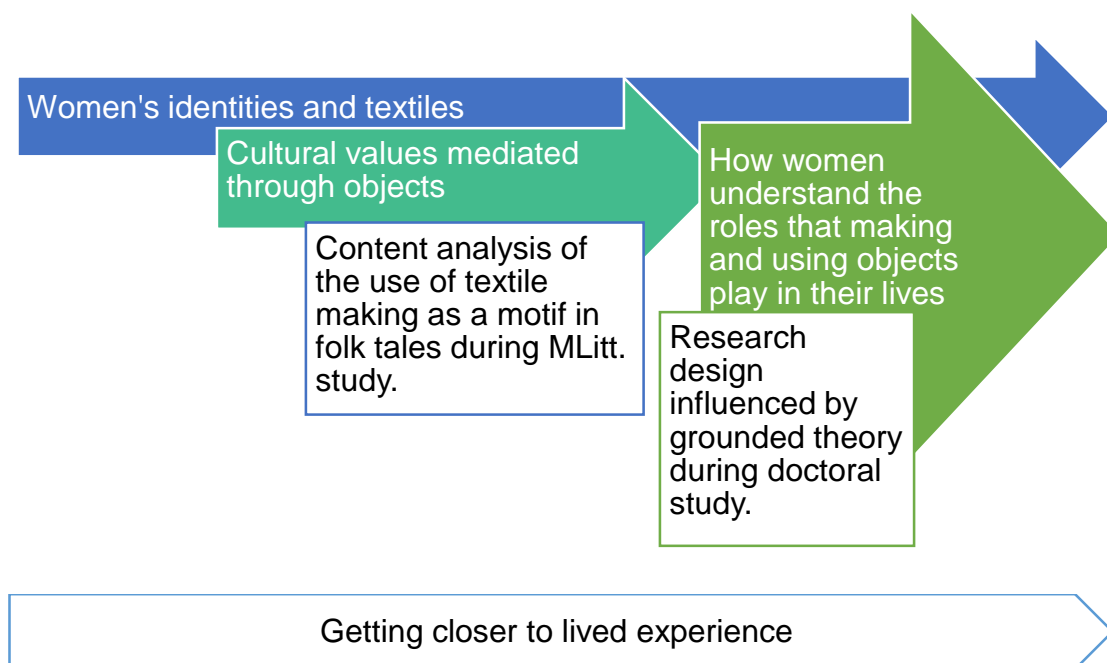 Women's identities and textiles
Cultural values mediated
through objects
Content analysis of
the use of textile
making as a motif in
folk tales during MLitt.
study.
How women
understand the
roles that making
and using objects
play in their lives
Research
design
influenced by
grounded theory
during doctoral
study.
Getting closer to lived experience